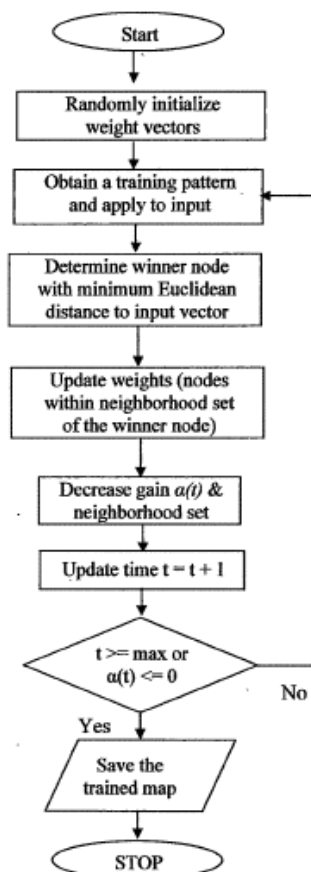 Start
Randomly initialize
weight vectors
Obtain a training pattern
and apply to input
Determine winner node
with minimum Euclidean
distance to input vector
Update weights (nodes
within neighborhood set
of the winner node)
Decrease gain α(t) &
neighborhood set
Update time t = t + 1
t >= max or
α(t) <= 0
No
Yes
Save the
trained map
STOP